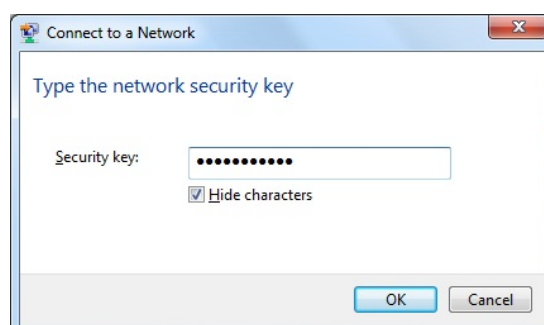 Connect to a Network
Type the network security key
Security key: •••••••••••
Hide characters
OK Cancel